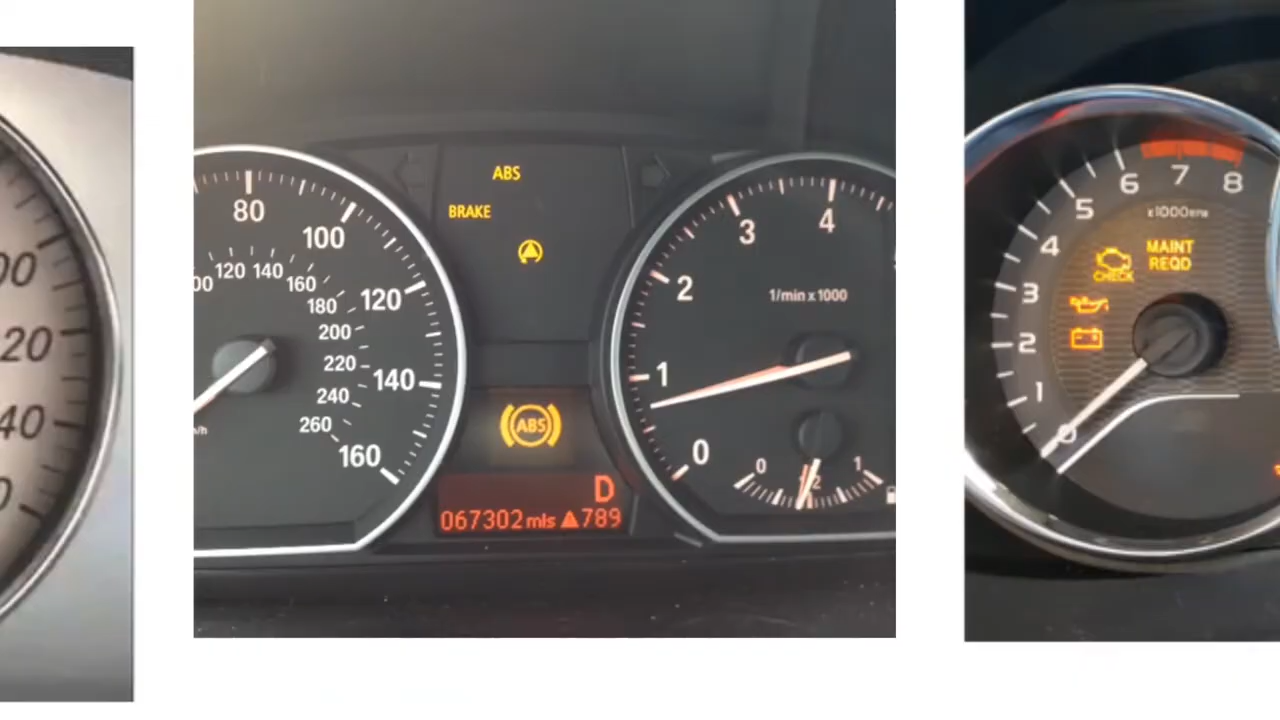 20
40
80
100
120
140
160
120 140 160
180
200
220
240
260
ABS
BRAKE
ABS
D
067302 mls ▲789
0
1
2
3
4
1/min x 1000
0
1/2
1
0
1
2
3
4
5
6
7
8
x1000r/min
CHECK
MAINT
REQD